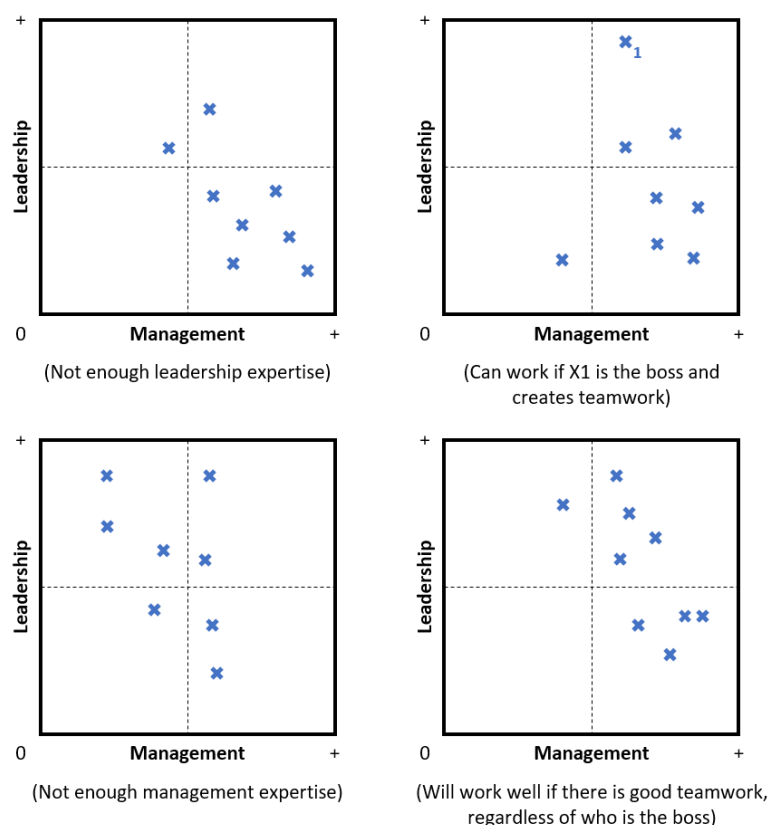 +
+
1
Leadership
Leadership
0
Management
+
0
Management
+
(Not enough leadership expertise)
(Can work if X1 is the boss and
creates teamwork)
+
+
Leadership
Leadership
0
Management
+
0
Management
+
(Not enough management expertise)
(Will work well if there is good teamwork,
regardless of who is the boss)